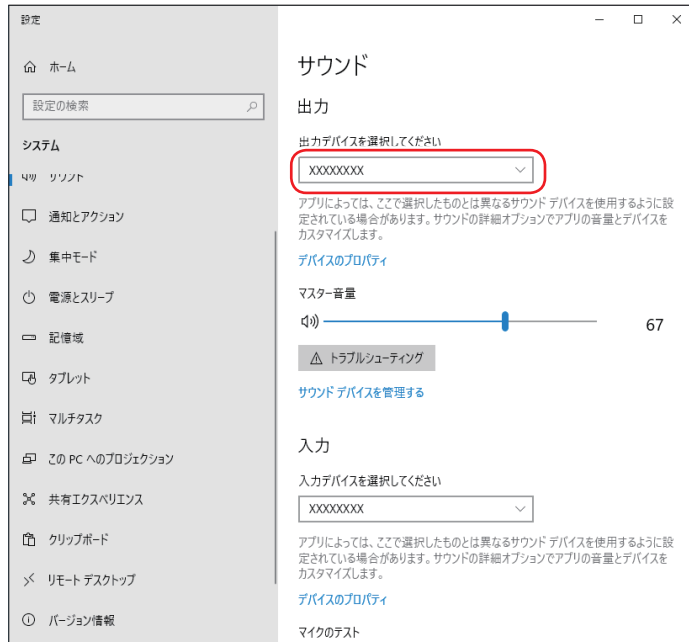 設定
ホーム
設定の検索
システム
サウンド
通知とアクション
集中モード
電源とスリープ
記憶域
タブレット
マルチタスク
この PC へのプロジェクション
共有エクスペリエンス
クリップボード
リモート デスクトップ
バージョン情報
サウンド
出力
出力デバイスを選択してください
XXXXXXXX
アプリによっては、ここで選択したものとは異なるサウンド デバイスを使用するように設
定されている場合があります。サウンドの詳細オプションでアプリの音量とデバイスを
カスタマイズします。
デバイスのプロパティ
マスター音量
67
トラブルシューティング
サウンド デバイスを管理する
入力
入力デバイスを選択してください
XXXXXXXX
アプリによっては、ここで選択したものとは異なるサウンド デバイスを使用するように設
定されている場合があります。サウンドの詳細オプションでアプリの音量とデバイスを
カスタマイズします。
デバイスのプロパティ
マイクのテスト